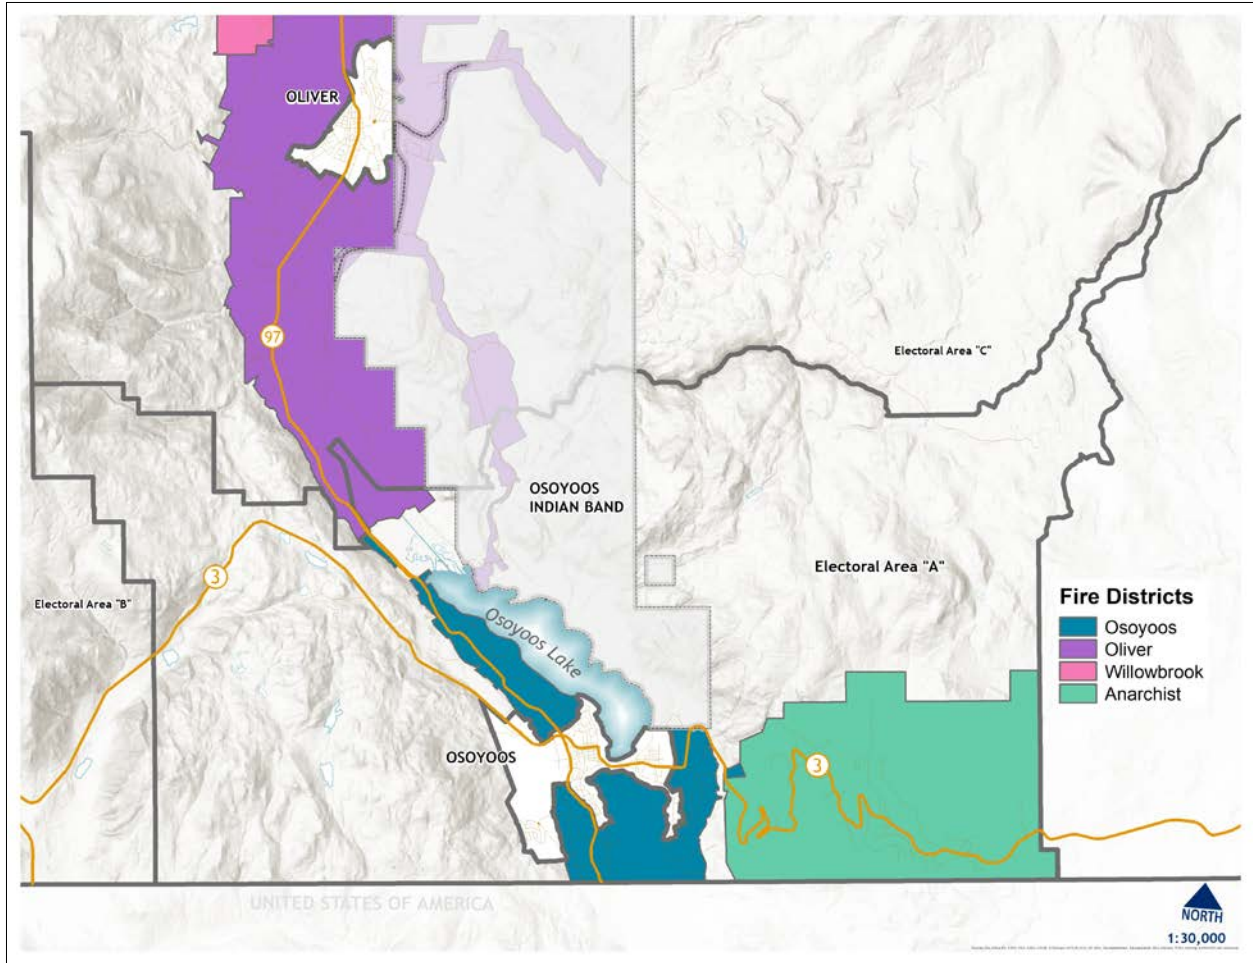 OLIVER
97
Electoral Area "C"
OSOYOOS
INDIAN BAND
Electoral Area "A"
3
Electoral Area "B"
Osoyoos Lake
Fire Districts
Osoyoos
Oliver
Willowbrook
Anarchist
OSOYOOS
3
UNITED STATES OF AMERICA
NORTH
1:30,000